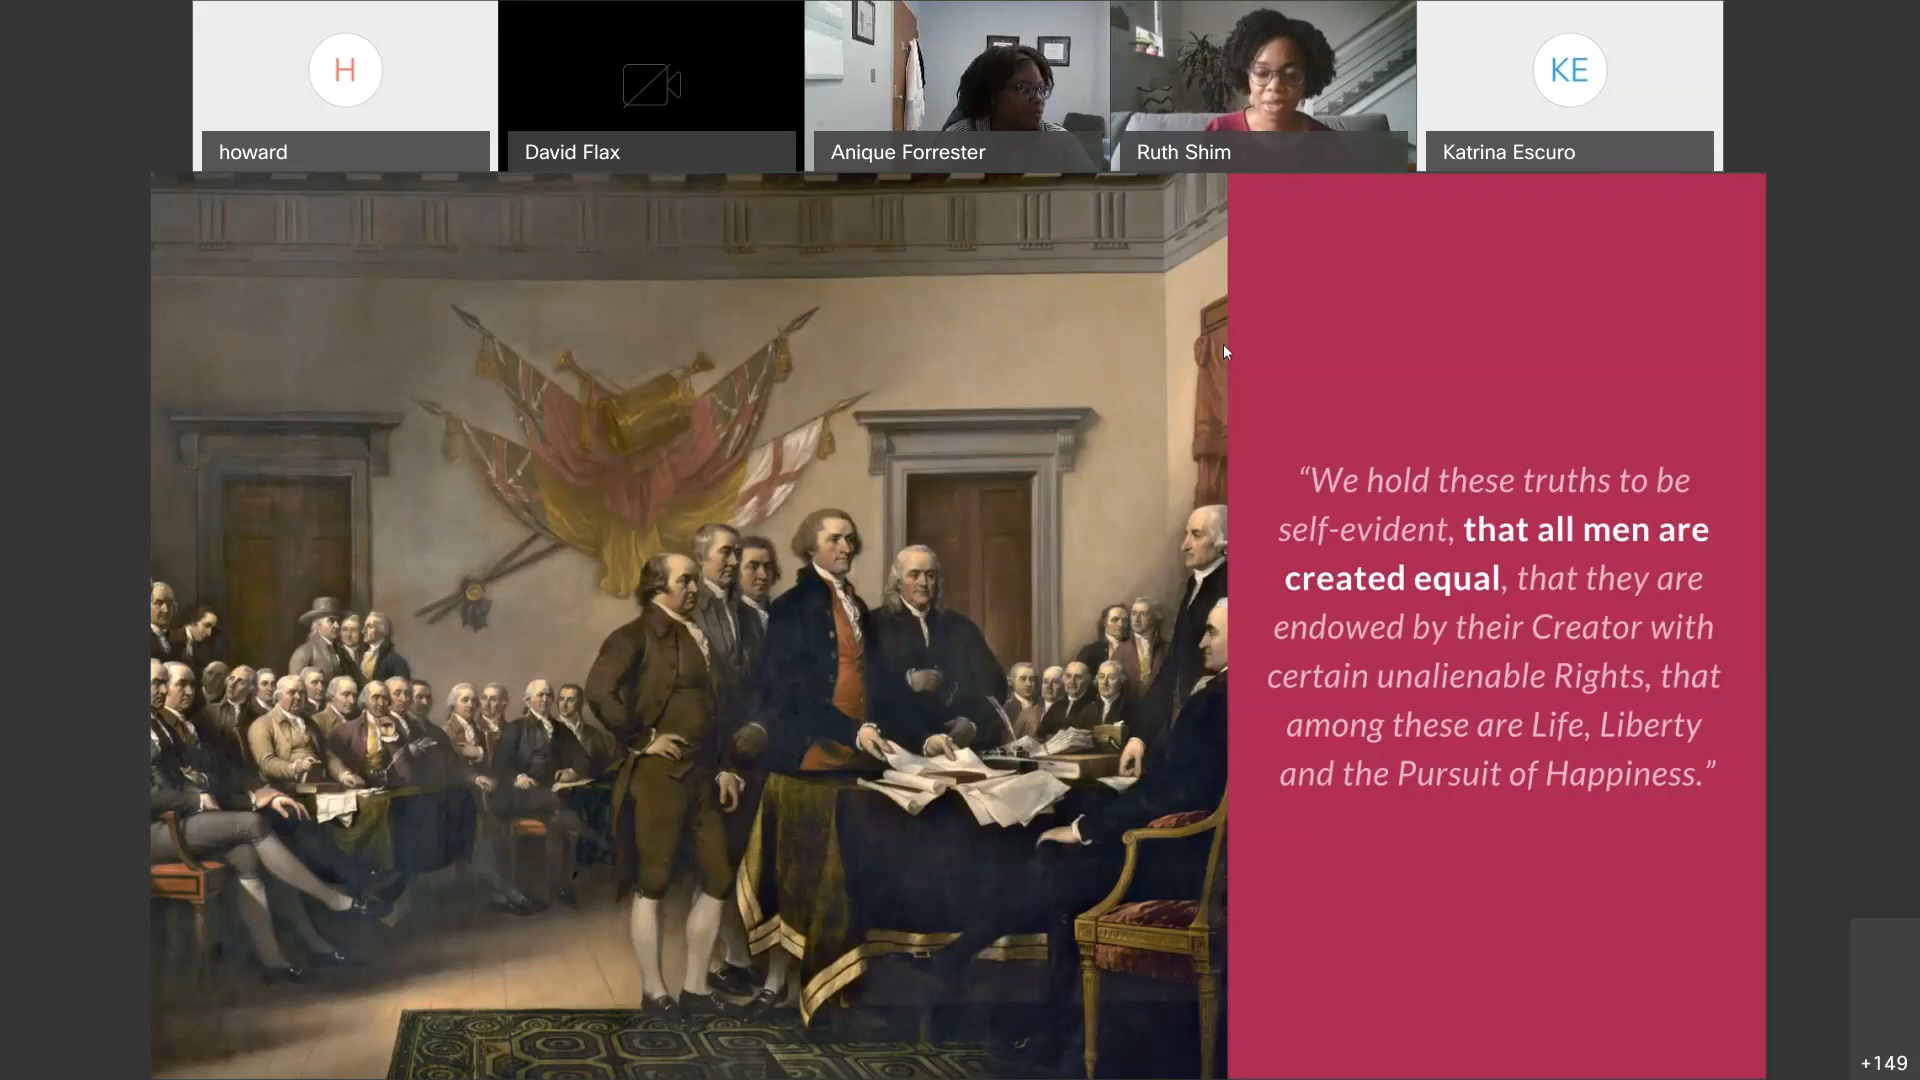 H
howard
David Flax
Anique Forrester
Ruth Shim
KE
Katrina Escuro
“We hold these truths to be
self-evident, that all men are
created equal, that they are
endowed by their Creator with
certain unalienable Rights, that
among these are Life, Liberty
and the Pursuit of Happiness.”
+149